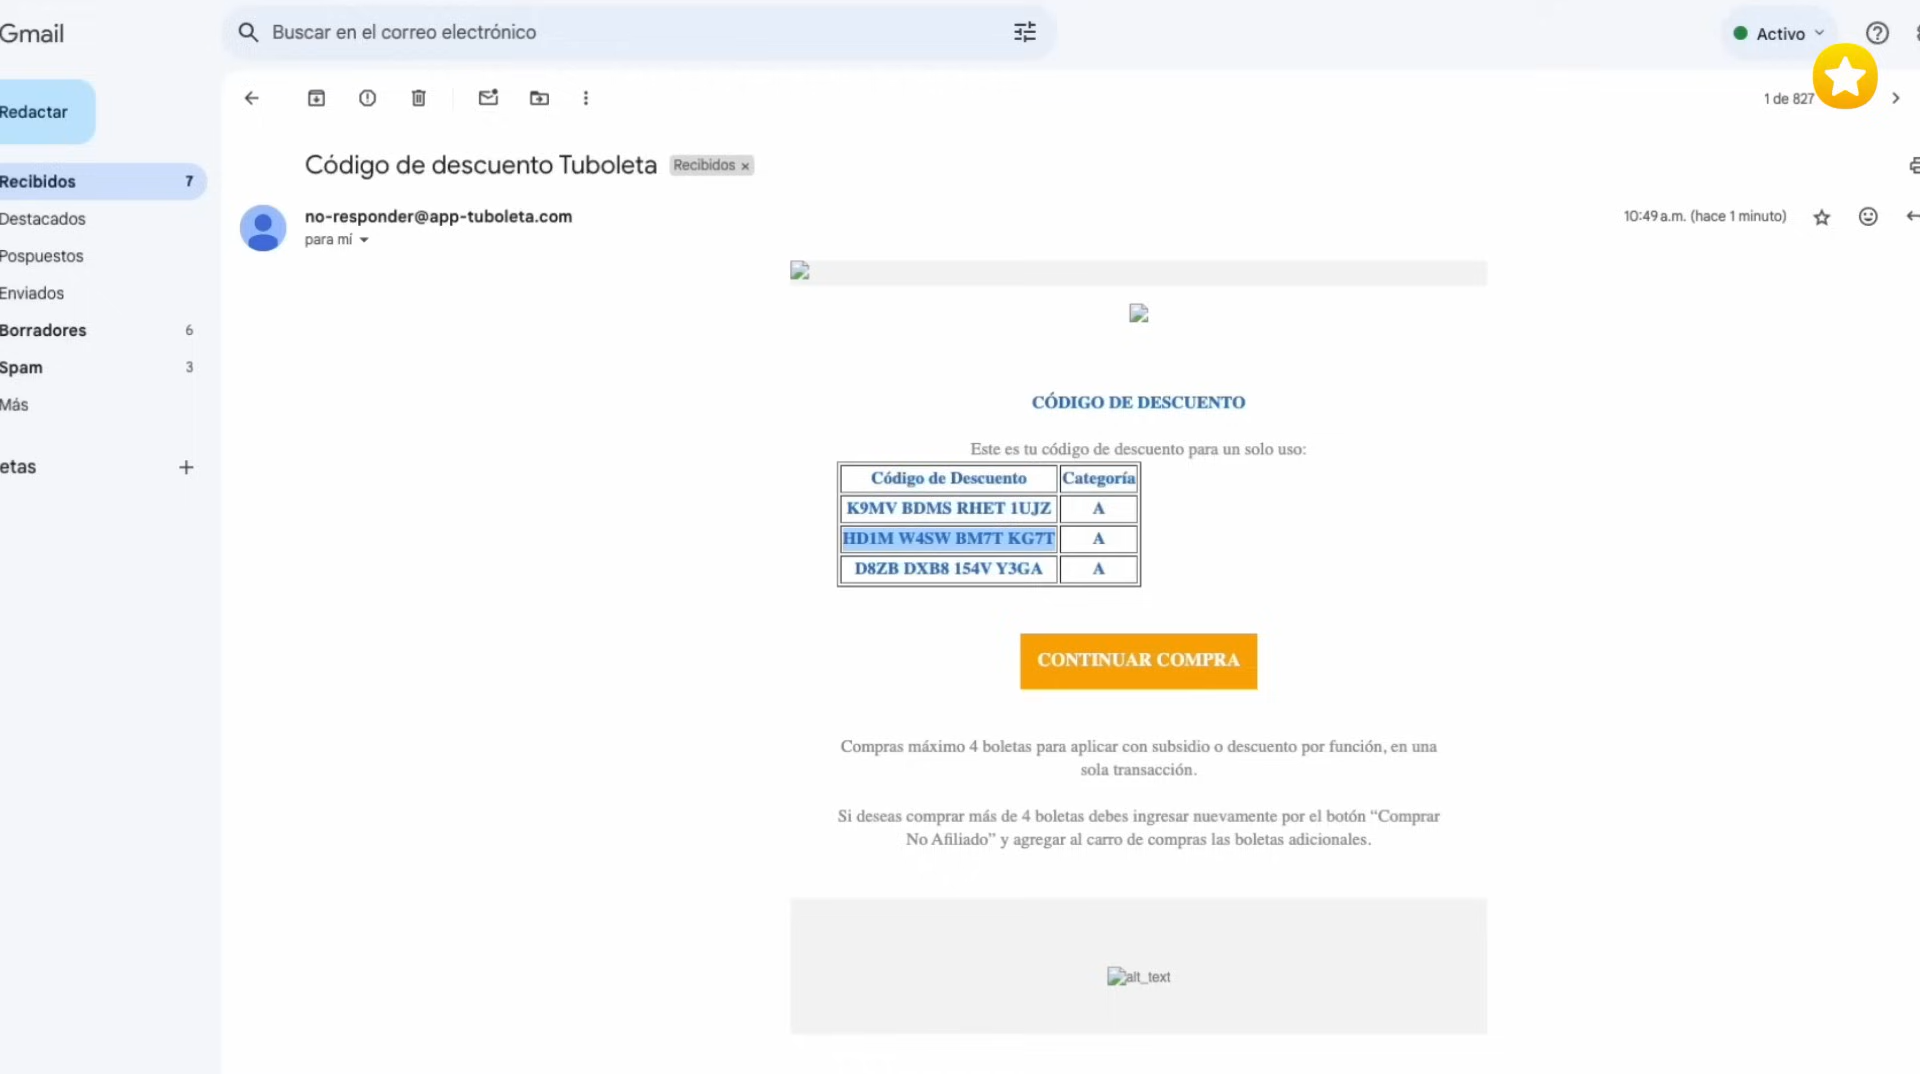 Gmail
Buscar en el correo electrónico
Activo
Redactar
1 de 827
Código de descuento Tuboleta
Recibidos ×
Recibidos 7
no-responder@app-tuboleta.com
10:49 a.m. (hace 1 minuto)
para mí
Destacados
Pospuestos
Enviados
Borradores 6
Spam 3
Más
etas +
CÓDIGO DE DESCUENTO
Este es tu código de descuento para un solo uso:
Código de Descuento Categoría
K9MV BDMS RHET 1UJZ A
HD1M W4SW BM7T KG7T A
D8ZB DXB8 154V Y3GA A
CONTINUAR COMPRA
Compras máximo 4 boletas para aplicar con subsidio o descuento por función, en una
sola transacción.
Si deseas comprar más de 4 boletas debes ingresar nuevamente por el botón “Comprar
No Afiliado” y agregar al carro de compras las boletas adicionales.
alt_text